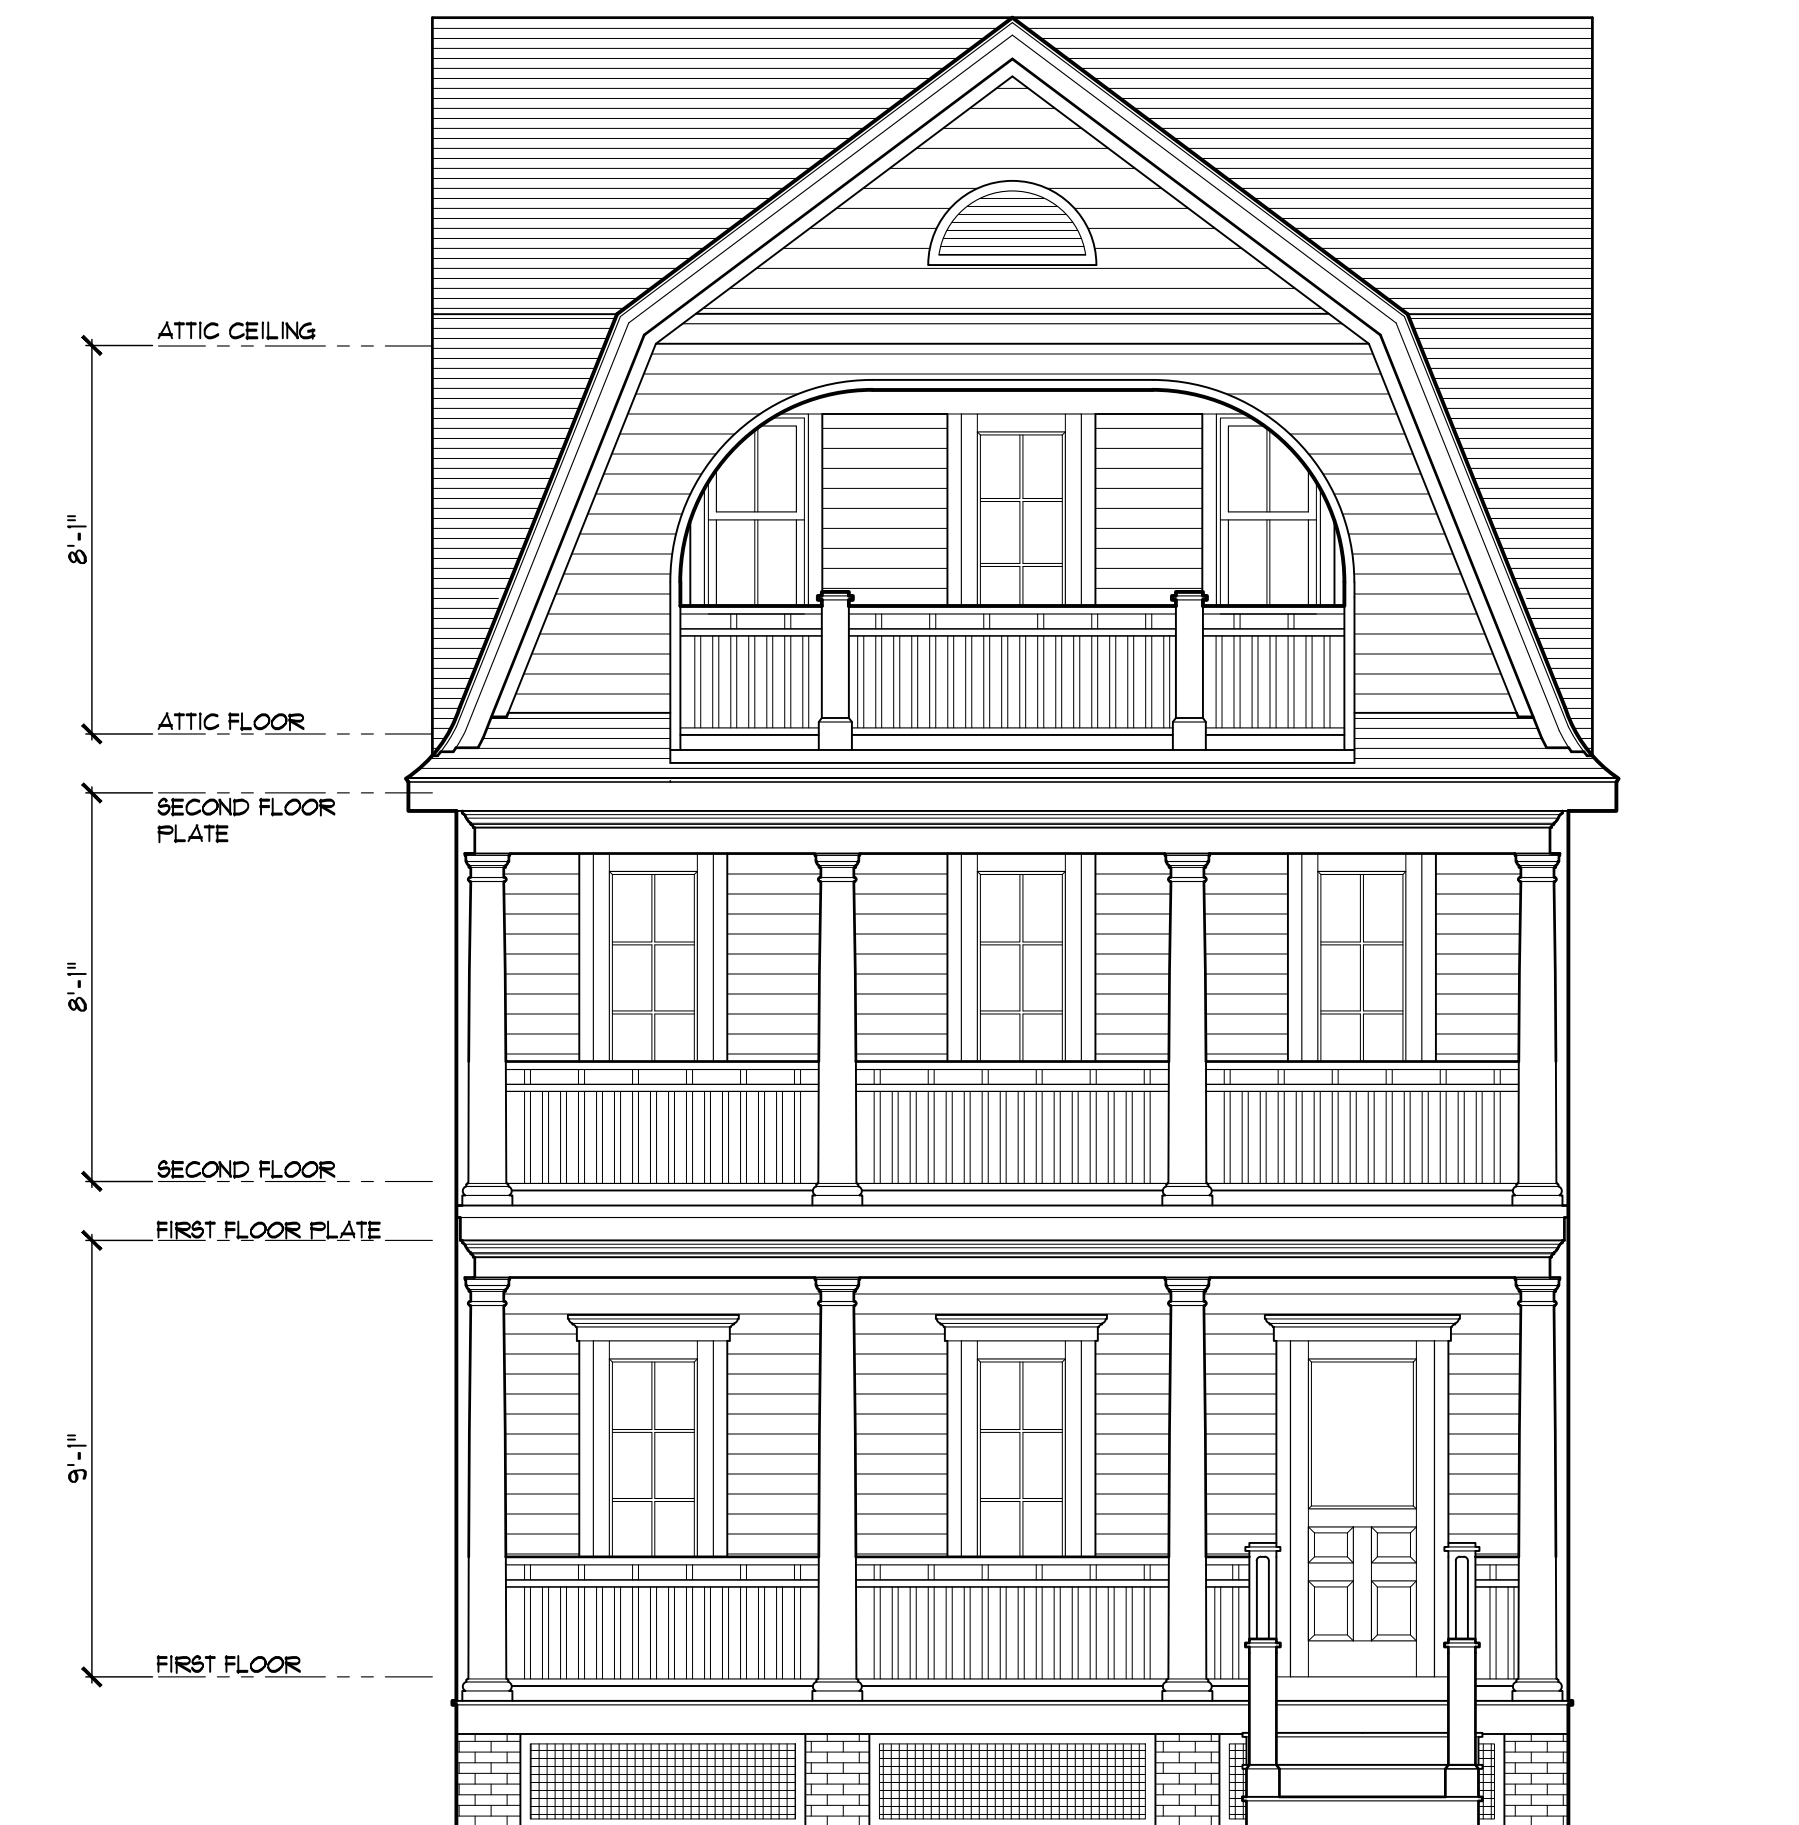 ATTIC CEILING
8'-1"
ATTIC FLOOR
SECOND FLOOR
PLATE
8'-1"
SECOND FLOOR
FIRST FLOOR PLATE
9'-1"
FIRST FLOOR